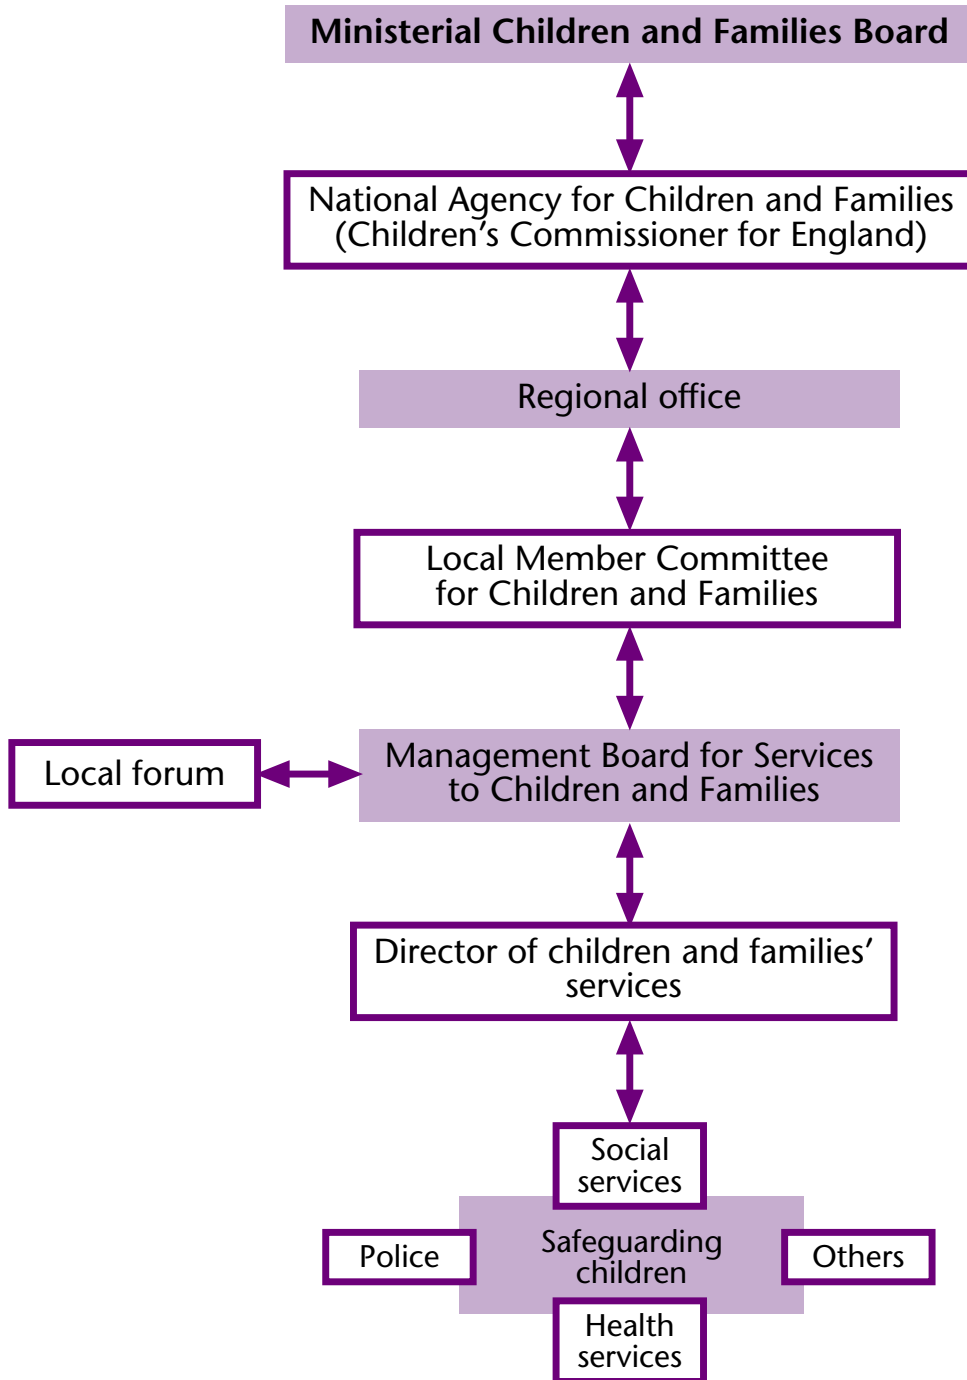 Ministerial Children and Families Board
National Agency for Children and Families
(Children’s Commissioner for England)
Regional office
Local Member Committee
for Children and Families
Local forum
Management Board for Services
to Children and Families
Director of children and families’
services
Social
services
Police
Safeguarding
children
Others
Health
services